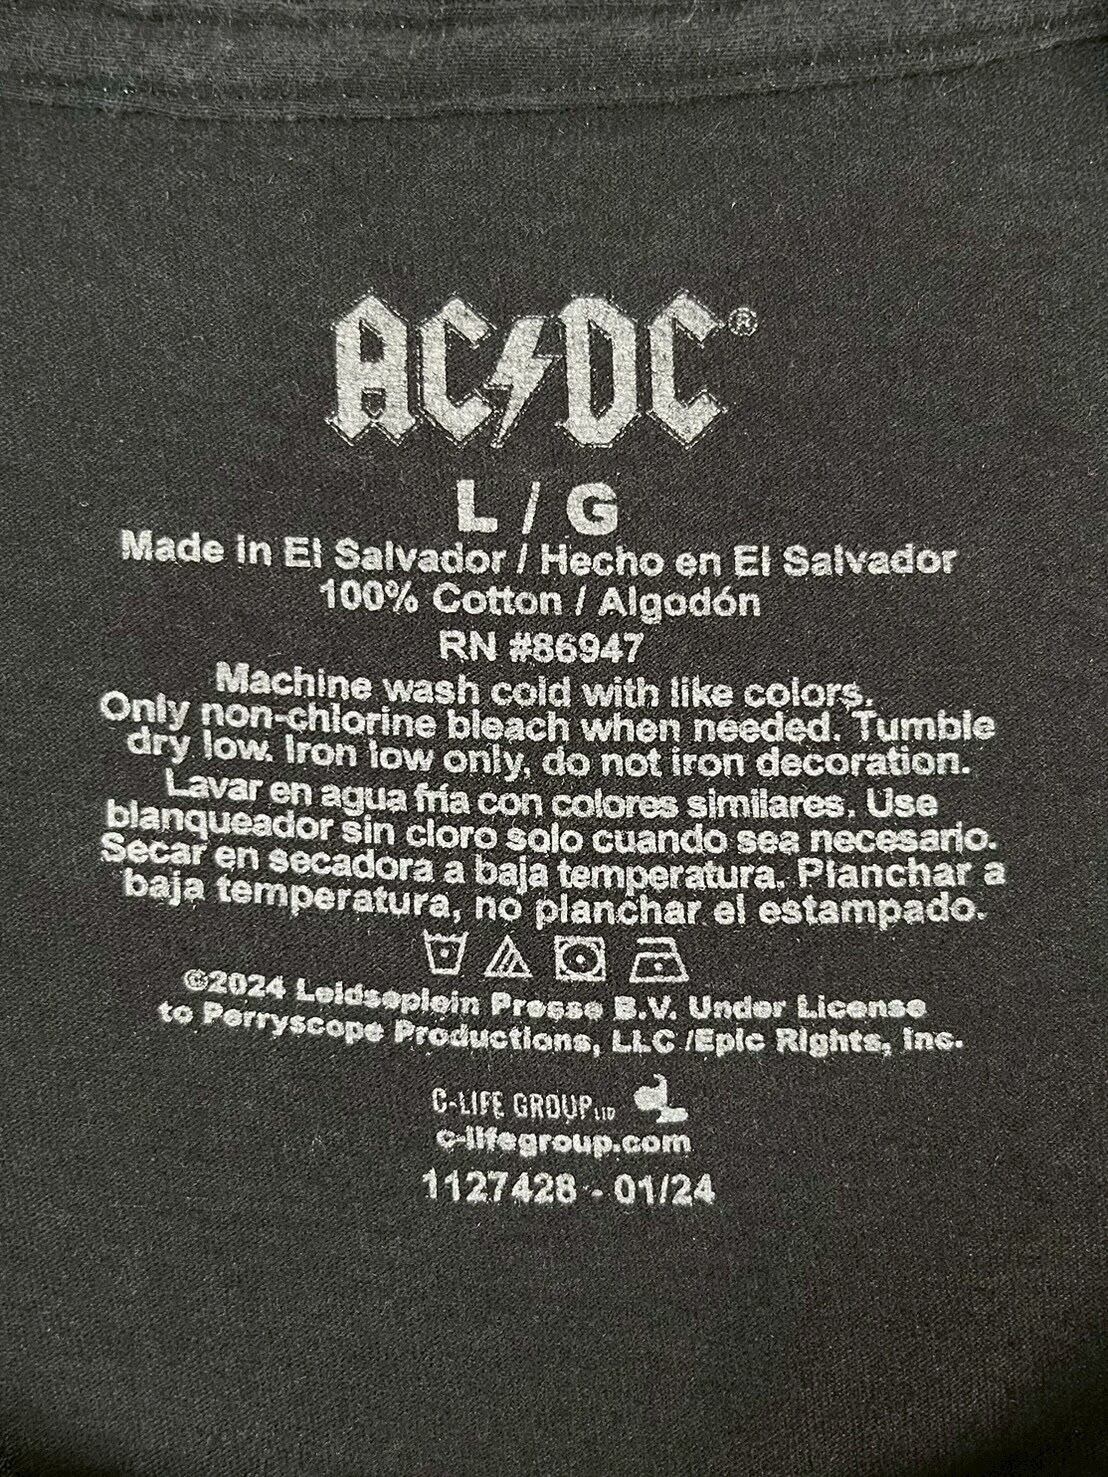 AC/DC®
L / G
Made in El Salvador / Hecho en El Salvador
100% Cotton / Algodón
RN #86947
Machine wash cold with like colors.
Only non-chlorine bleach when needed. Tumble
dry low. Iron low only, do not iron decoration.
Lavar en agua fría con colores similares. Use
blanqueador sin cloro solo cuando sea necesario.
Secar en secadora a baja temperatura. Planchar a
baja temperatura, no planchar el estampado.
©2024 Leidseplein Presse B.V. Under License
to Perryscope Productions, LLC /Epic Rights, Inc.
C-LIFE GROUP LTD
c-lifegroup.com
1127428 - 01/24